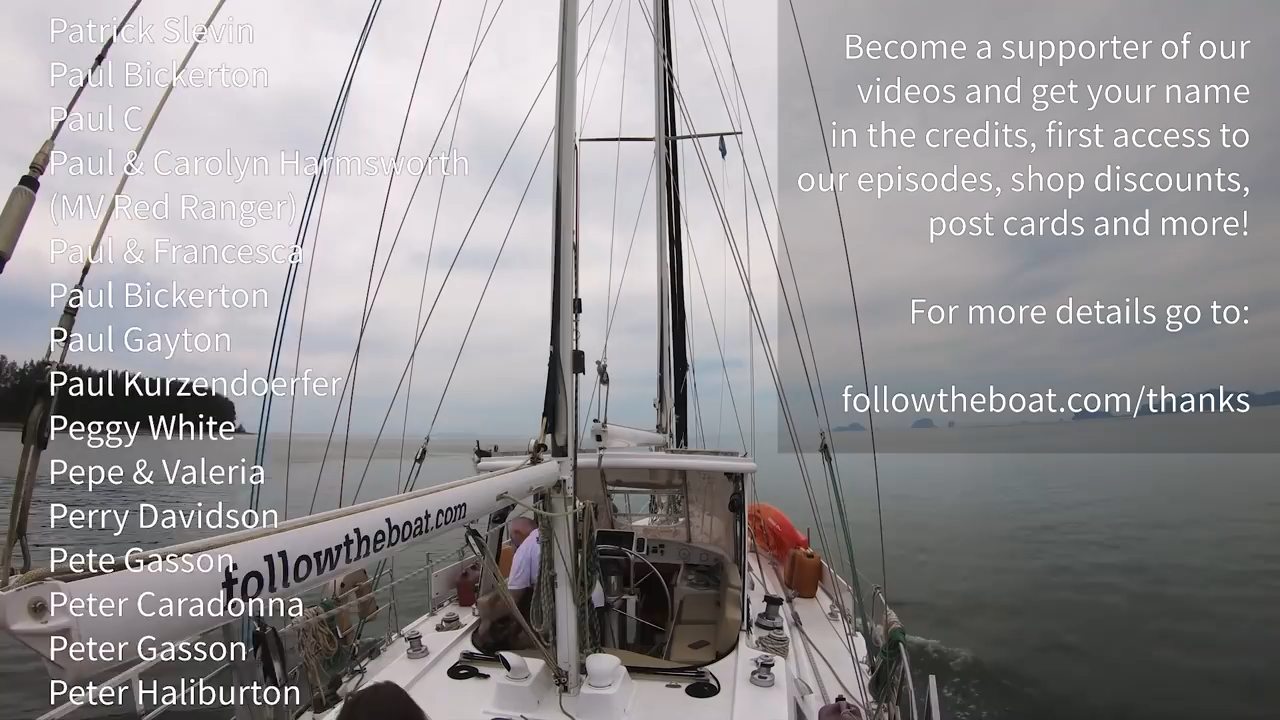 Patrick Slevin
Paul Bickerton
Paul C
Paul & Carolyn Harmsworth
(MV Red Ranger)
Paul & Francesca
Paul Bickerton
Paul Gayton
Paul Kurzendoerfer
Peggy White
Pepe & Valeria
Perry Davidson
Pete Gasson
Peter Caradonna
Peter Gasson
Peter Haliburton
Become a supporter of our
videos and get your name
in the credits, first access to
our episodes, shop discounts,
post cards and more!
For more details go to:
followtheboat.com/thanks
followtheboat.com